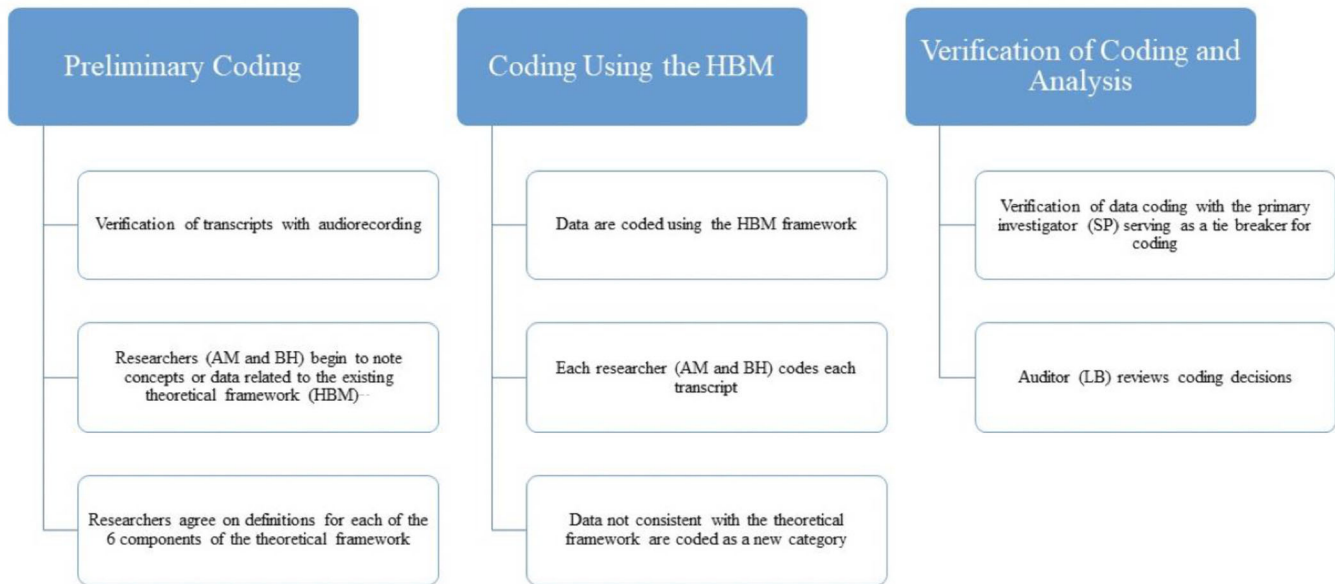 Preliminary Coding
Verification of transcripts with audiorecording
Researchers (AM and BH) begin to note
concepts or data related to the existing
theoretical framework (HBM)--
Researchers agree on definitions for each of the
6 components of the theoretical framework
Coding Using the HBM
Data are coded using the HBM framework
Each researcher (AM and BH) codes each
transcript
Data not consistent with the theoretical
framework are coded as a new category
Verification of Coding and
Analysis
Verification of data coding with the primary
investigator (SP) serving as a tie breaker for
coding
Auditor (LB) reviews coding decisions